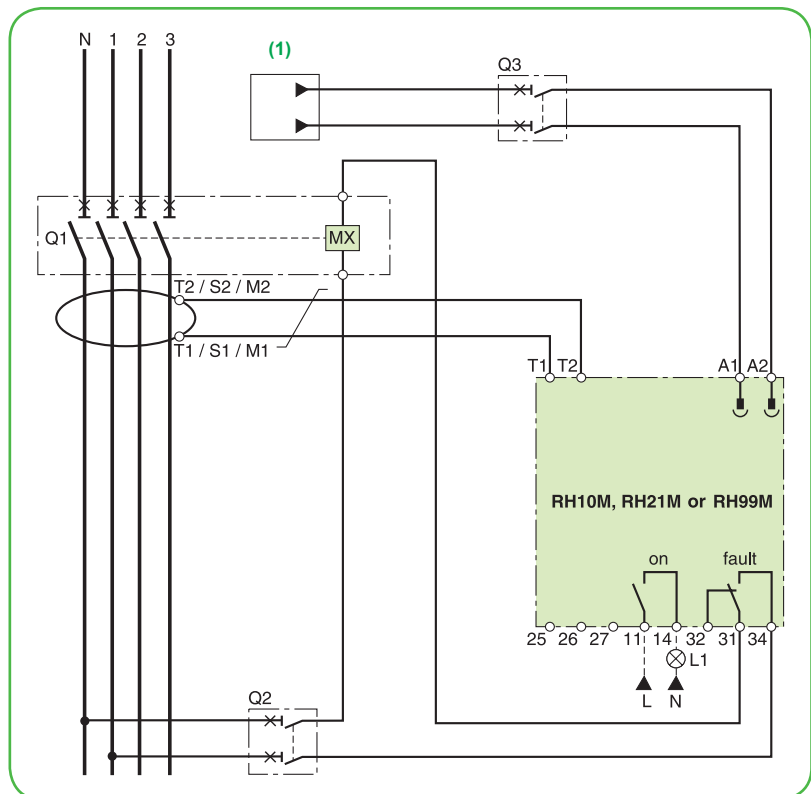 N 1 2 3
(1)
Q3
Q1
MX
T2 / S2 / M2
T1 / S1 / M1
T1 T2
A1 A2
RH10M, RH21M or RH99M
on
fault
25 26 27 11 14 32 31 34
L1
L N
Q2